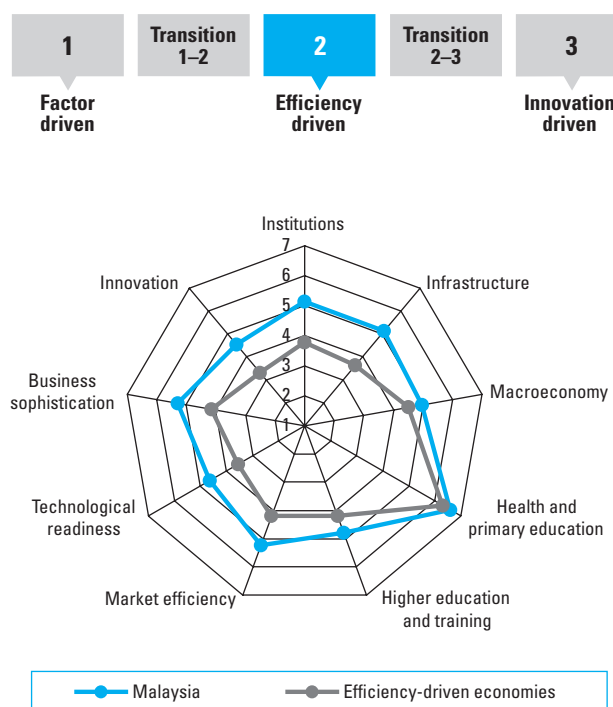 1
Transition
1–2
2
Transition
2–3
3
Factor
driven
Efficiency
driven
Innovation
driven
Institutions
7
6
5
4
3
2
1
Innovation
Infrastructure
Business
sophistication
Macroeconomy
Technological
readiness
Health and
primary education
Market efficiency
Higher education
and training
Malaysia
Efficiency-driven economies